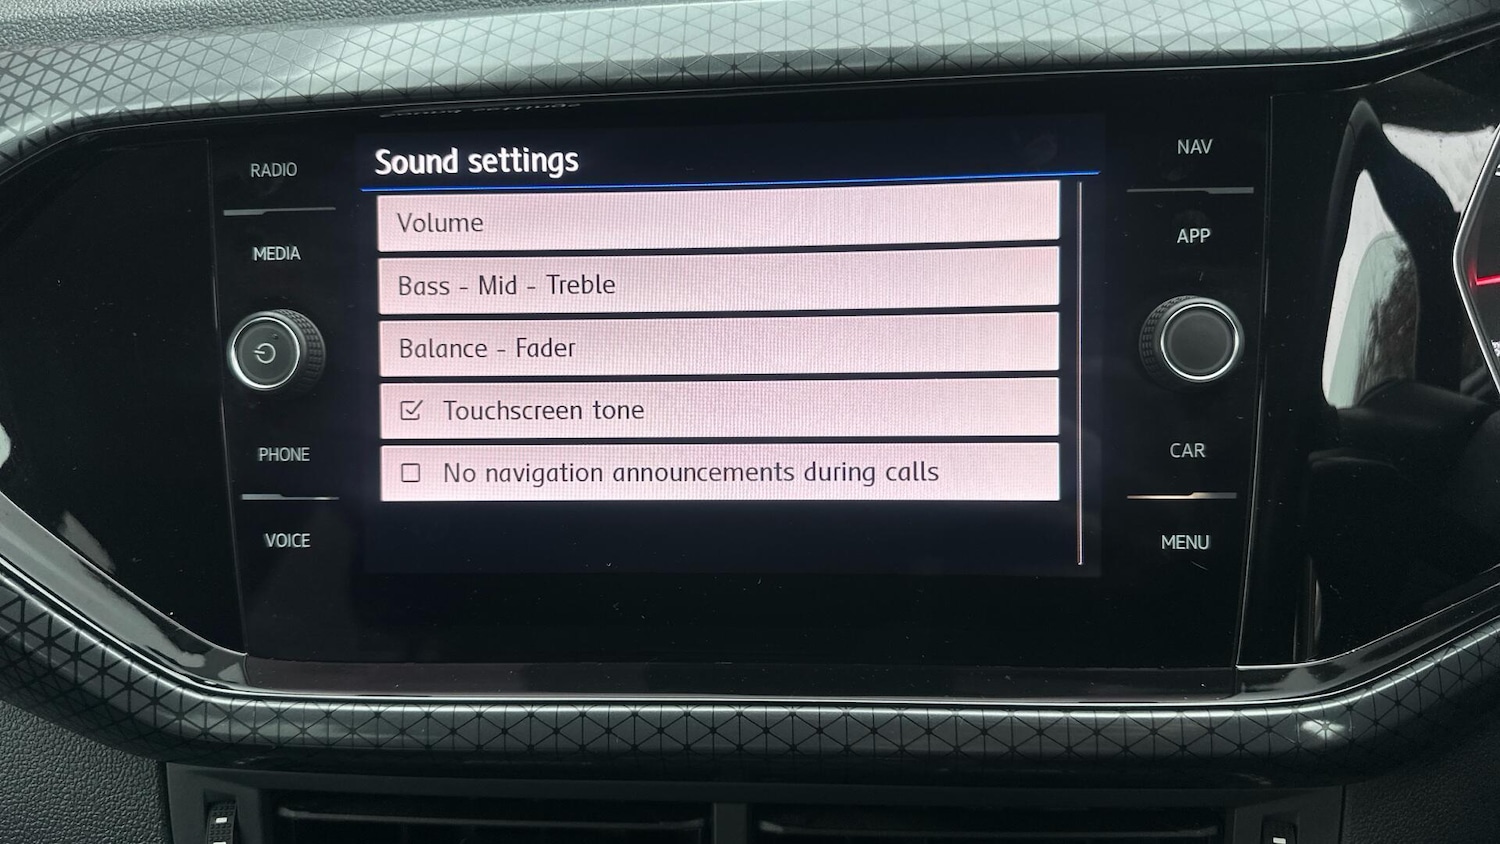 Sound settings
RADIO
MEDIA
PHONE
VOICE
Volume
Bass - Mid - Treble
Balance - Fader
Touchscreen tone
No navigation announcements during calls
NAV
APP
CAR
MENU